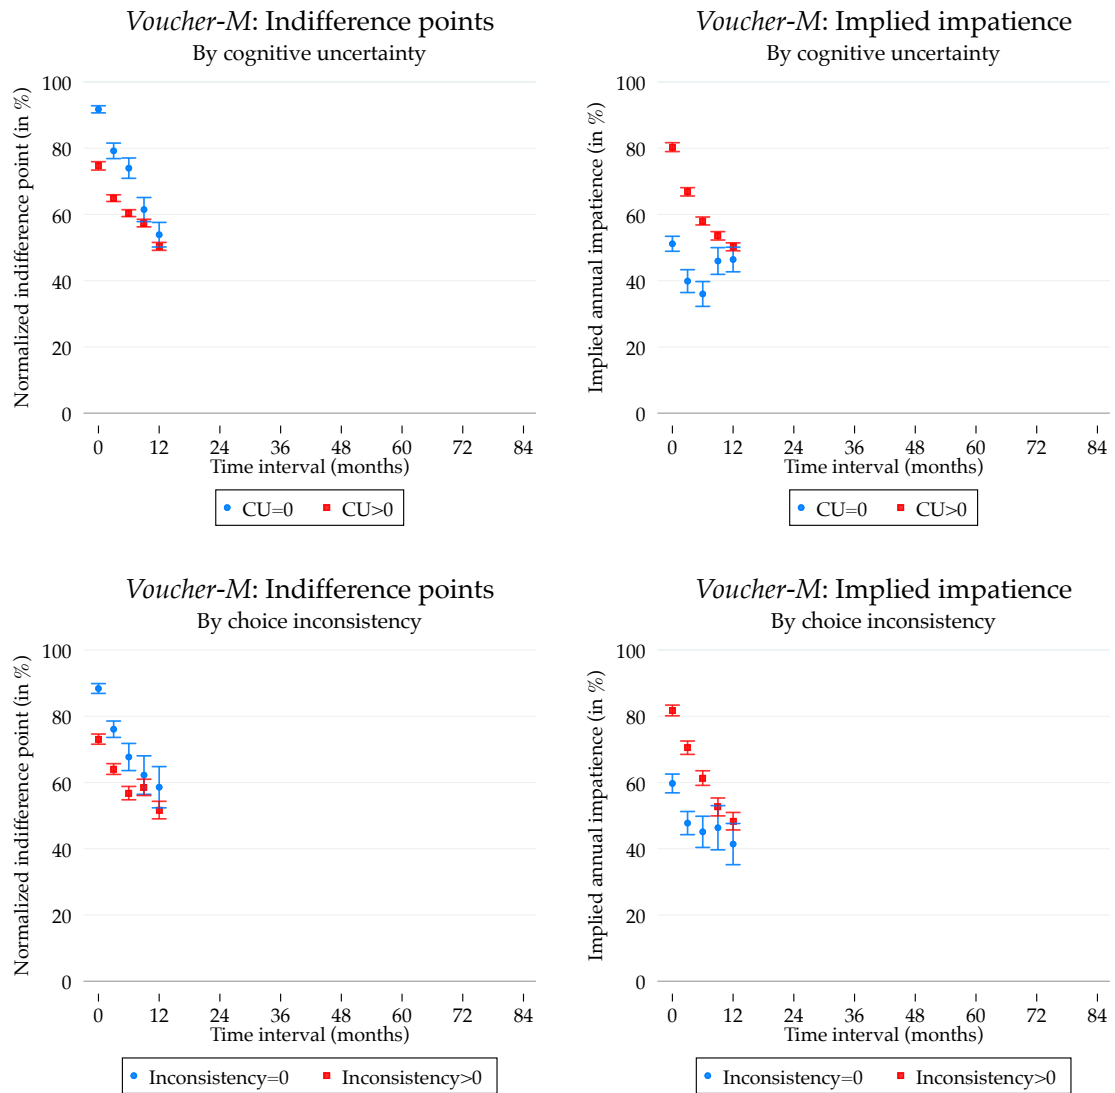 Voucher-M: Indifference points
By cognitive uncertainty
Normalized indifference point (in %)
100
80
60
40
20
0
0 12 24 36 48 60 72 84
Time interval (months)
CU=0 CU>0
Voucher-M: Implied impatience
By cognitive uncertainty
Implied annual impatience (in %)
100
80
60
40
20
0
0 12 24 36 48 60 72 84
Time interval (months)
CU=0 CU>0
Voucher-M: Indifference points
By choice inconsistency
Normalized indifference point (in %)
100
80
60
40
20
0
0 12 24 36 48 60 72 84
Time interval (months)
Inconsistency=0 Inconsistency>0
Voucher-M: Implied impatience
By choice inconsistency
Implied annual impatience (in %)
100
80
60
40
20
0
0 12 24 36 48 60 72 84
Time interval (months)
Inconsistency=0 Inconsistency>0